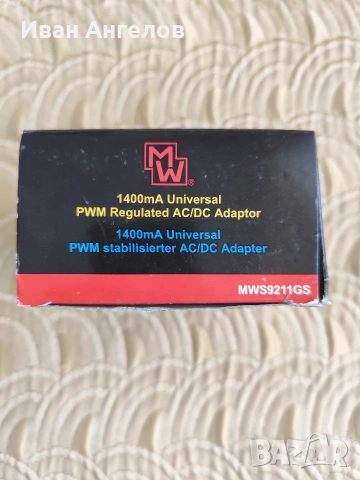 Иван Ангелов
MW®
1400mA Universal
PWM Regulated AC/DC Adaptor
1400mA Universal
PWM stabilisierter AC/DC Adapter
MWS9211GS
BAZAR